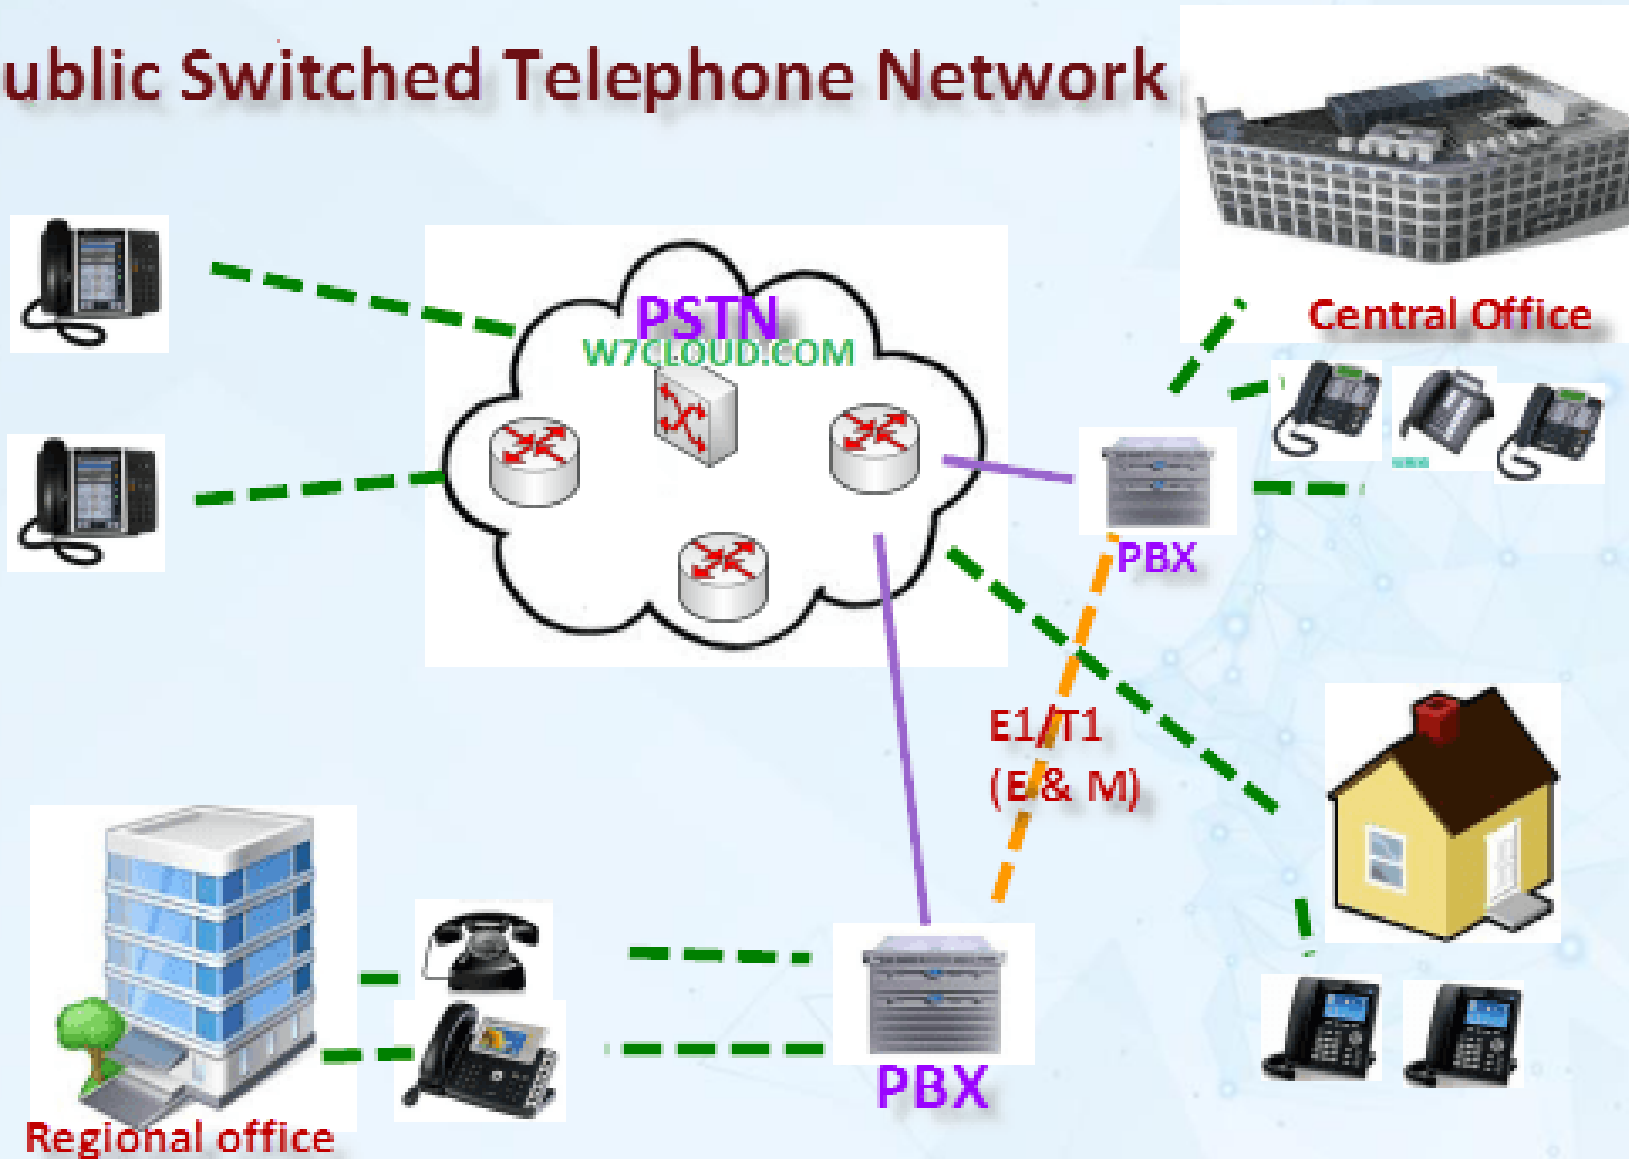 ublic Switched Telephone Network
PSTN
W7CLOUD.COM
Central Office
PBX
E1/T1
(E & M)
PBX
Regional office